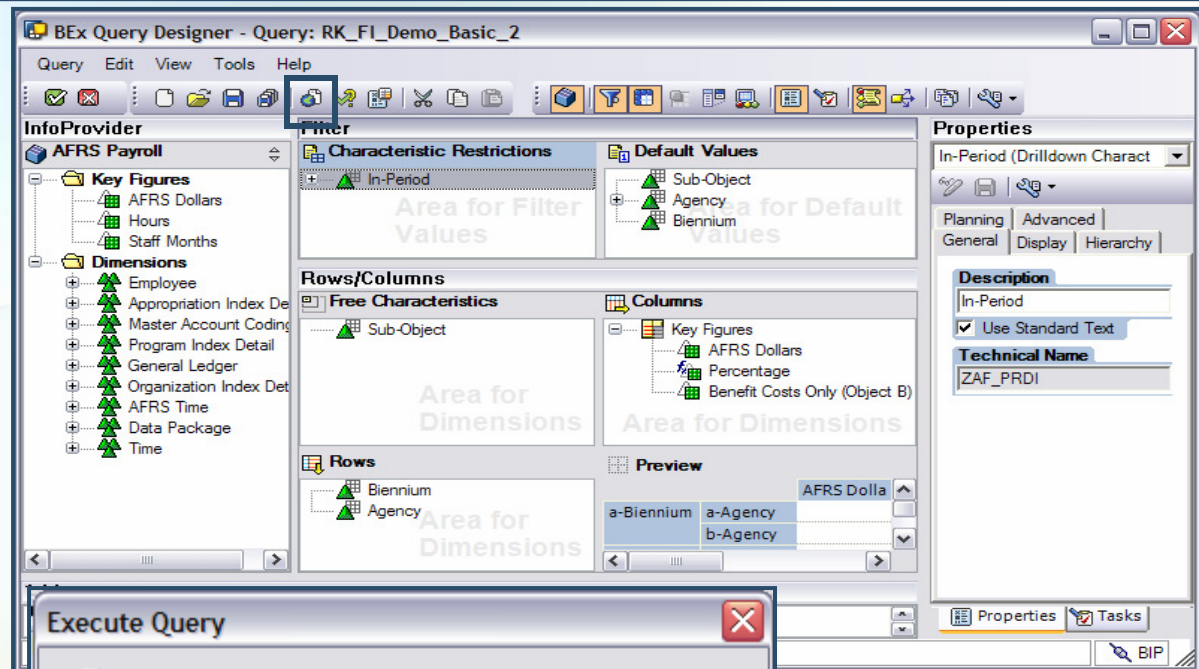 BEx Query Designer - Query: RK_FI_Demo_Basic_2
Query Edit View Tools Help
InfoProvider
AFRS Payroll
Key Figures
AFRS Dollars
Hours
Staff Months
Dimensions
Employee
Appropriation Index De
Master Account Coding
Program Index Detail
General Ledger
Organization Index Det
AFRS Time
Data Package
Time
Filter
Characteristic Restrictions
In-Period
Area for Filter
Values
Default Values
Sub-Object
Agency
Biennium
Area for Default
Values
Rows/Columns
Free Characteristics
Sub-Object
Area for
Dimensions
Columns
Key Figures
AFRS Dollars
Percentage
Benefit Costs Only (Object B)
Area for Dimensions
Rows
Biennium
Agency
Area for
Dimensions
Preview
AFRS Dolla
a-Biennium a-Agency
b-Agency
Properties
In-Period (Drilldown Charact
Planning Advanced
General Display Hierarchy
Description
In-Period
Use Standard Text
Technical Name
ZAF_PRDI
Properties Tasks
BIP
Execute Query